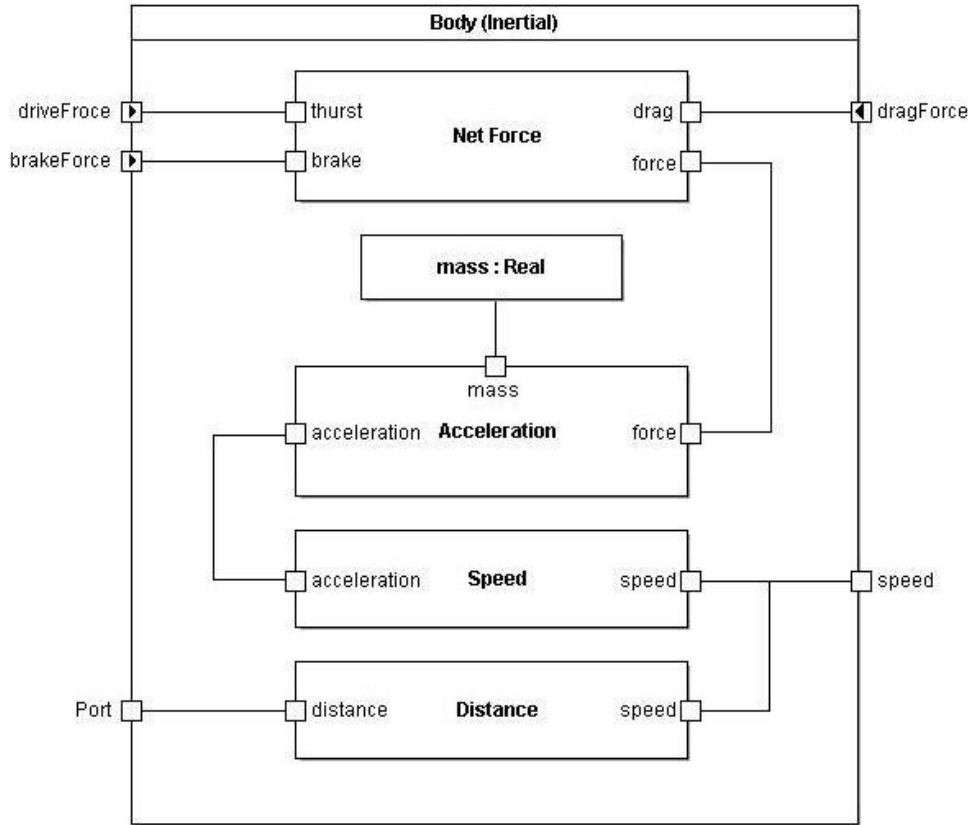 Body (Inertial)
driveFroce thurst drag dragForce
Net Force
brakeForce brake force
mass : Real
mass
acceleration Acceleration force
acceleration Speed speed speed
Port distance Distance speed